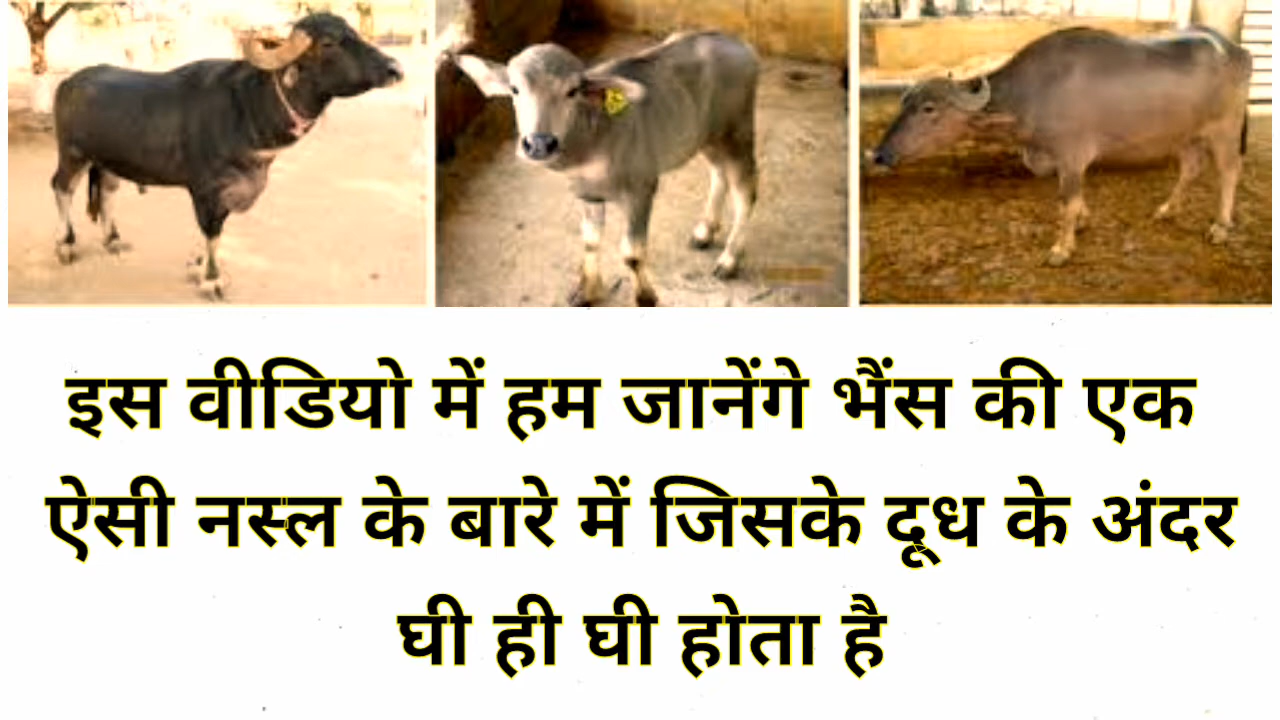 इस वीडियो में हम जानेंगे भैंस की एक
ऐसी नस्ल के बारे में जिसके दूध के अंदर
घी ही घी होता है